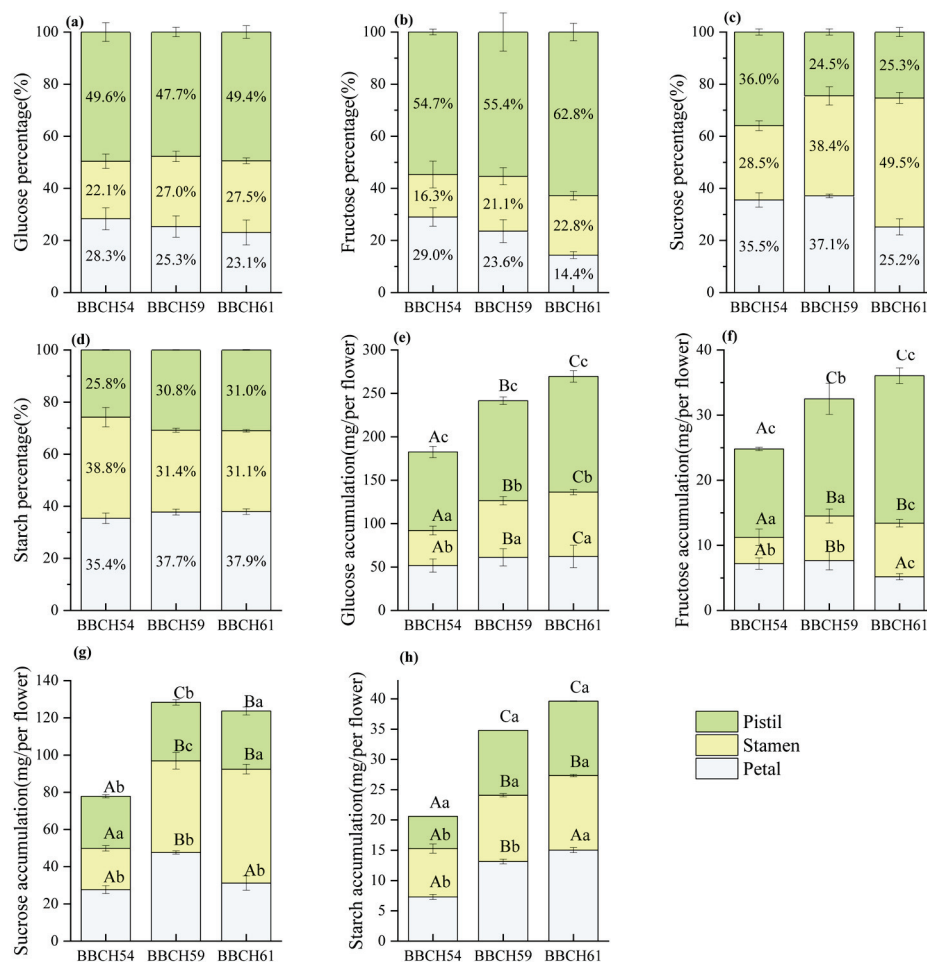 (a)
Glucose percentage(%)
100
80
60
40
20
0
49.6%
47.7%
49.4%
22.1%
27.0%
27.5%
28.3%
25.3%
23.1%
BBCH54
BBCH59
BBCH61
(b)
Fructose percentage(%)
100
80
60
40
20
0
54.7%
55.4%
62.8%
16.3%
21.1%
22.8%
29.0%
23.6%
14.4%
BBCH54
BBCH59
BBCH61
(c)
Sucrose percentage(%)
100
80
60
40
20
0
36.0%
24.5%
25.3%
28.5%
38.4%
49.5%
35.5%
37.1%
25.2%
BBCH54
BBCH59
BBCH61
(d)
Starch percentage(%)
100
80
60
40
20
0
25.8%
30.8%
31.0%
38.8%
31.4%
31.1%
35.4%
37.7%
37.9%
BBCH54
BBCH59
BBCH61
(e)
Glucose accumulation(mg/per flower)
300
250
200
150
100
50
0
Ac
Bc
Cc
Aa
Bb
Cb
Ab
Ba
Ca
BBCH54
BBCH59
BBCH61
(f)
Fructose accumulation(mg/per flower)
40
30
20
10
0
Ac
Cb
Cc
Aa
Ba
Bc
Ab
Bb
Ac
BBCH54
BBCH59
BBCH61
(g)
Sucrose accumulation(mg/per flower)
140
120
100
80
60
40
20
0
Ab
Cb
Ba
Aa
Bc
Ba
Ab
Bb
Ab
BBCH54
BBCH59
BBCH61
(h)
Starch accumulation(mg/per flower)
40
35
30
25
20
15
10
5
0
Aa
Ca
Ca
Ab
Ba
Ba
Ab
Bb
Aa
BBCH54
BBCH59
BBCH61
Pistil
Stamen
Petal